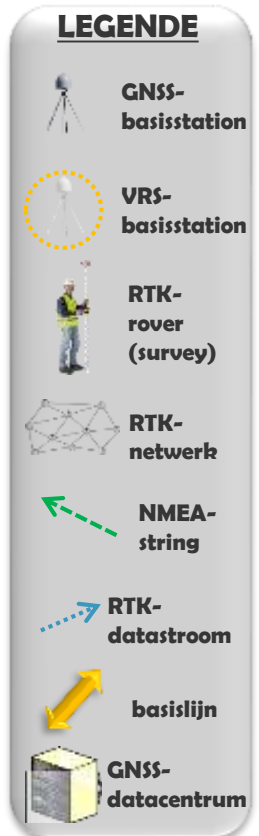 LEGENDE
GNSS-
basisstation
VRS-
basisstation
RTK-
rover
(survey)
RTK-
netwerk
NMEA-
string
RTK-
datastroom
basislijn
GNSS-
datacentrum